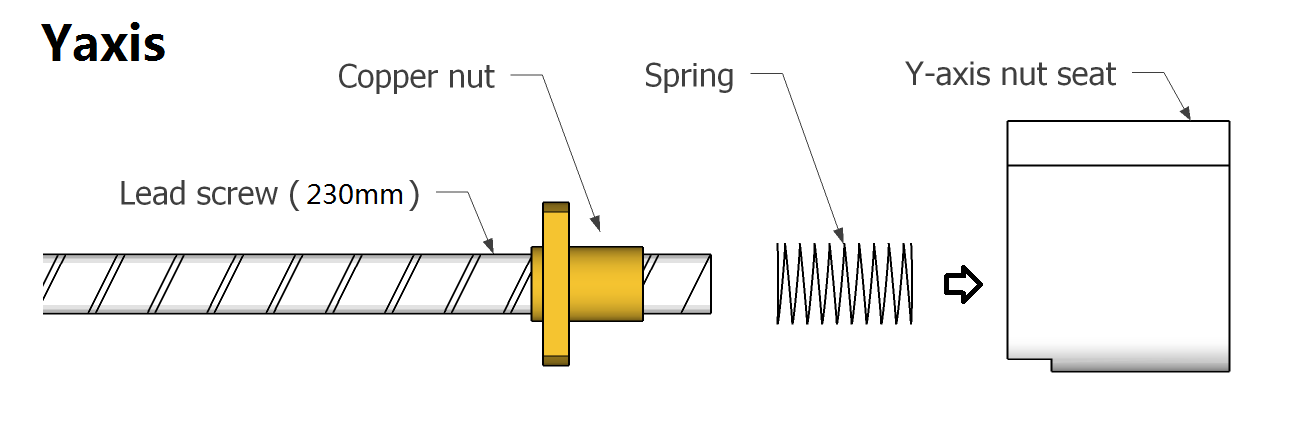 Yaxis
Copper nut
Spring
Y-axis nut seat
Lead screw (230mm)